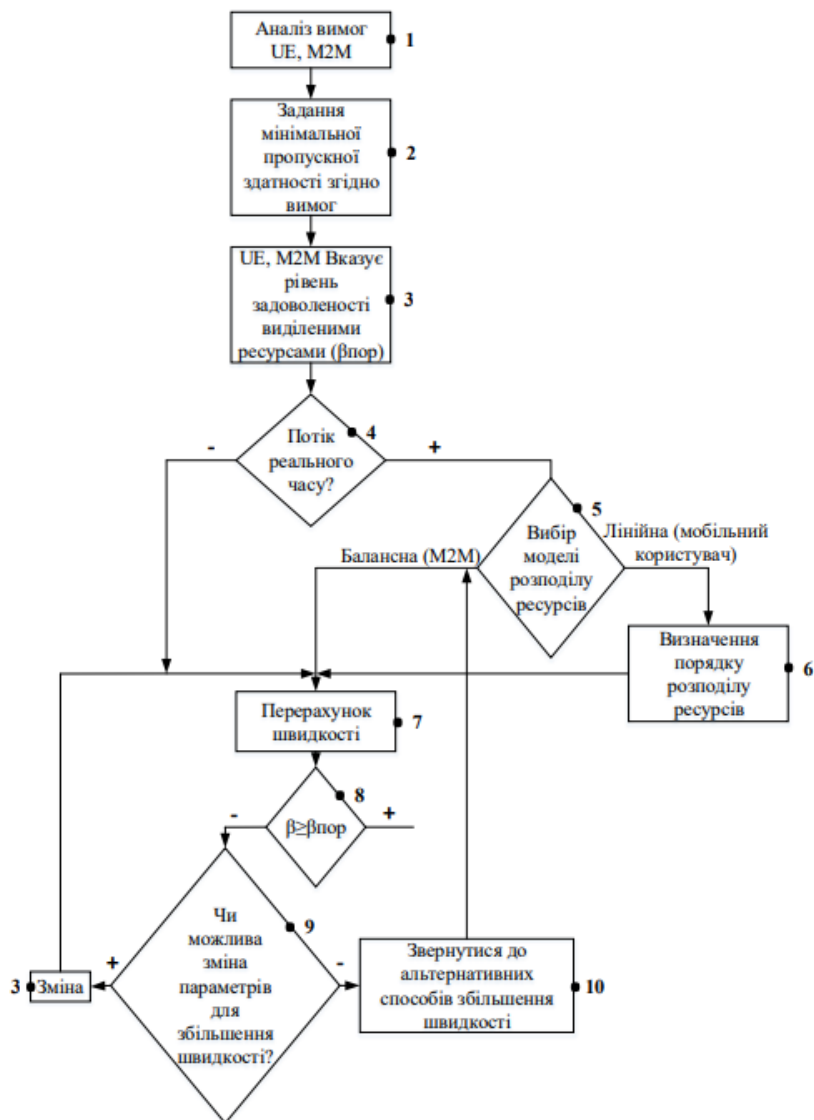 Аналіз вимог
UE, M2M
1
Задання
мінімальної
пропускної
здатності згідно
вимог
2
UE, M2M Вказує
рівень
задоволеності
виділеними
ресурсами (βпор)
3
Потік
реального
часу?
4
-
+
Вибір
моделі
розподілу
ресурсів
5
Балансна (M2M)
Лінійна (мобільний
користувач)
Визначення
порядку
розподілу
ресурсів
6
Перерахунок
швидкості
7
β≥βпор
8
-
+
Чи
можлива
зміна
параметрів
для
збільшення
швидкості?
9
+
-
3
Зміна
Звернутися до
альтернативних
способів збільшення
швидкості
10